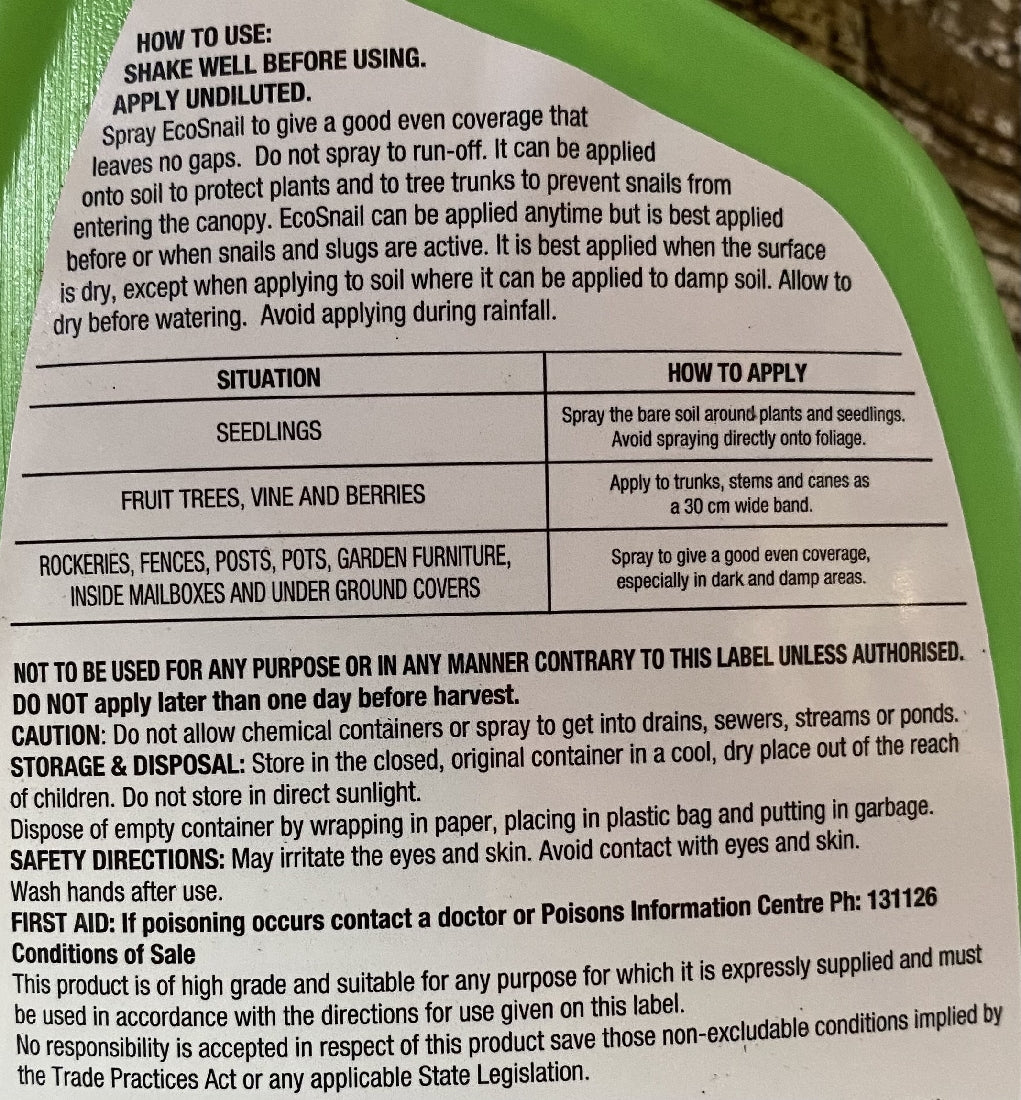 HOW TO USE:
SHAKE WELL BEFORE USING.
APPLY UNDILUTED.
Spray EcoSnail to give a good even coverage that
leaves no gaps. Do not spray to run-off. It can be applied
onto soil to protect plants and to tree trunks to prevent snails from
entering the canopy. EcoSnail can be applied anytime but is best applied
before or when snails and slugs are active. It is best applied when the surface
is dry, except when applying to soil where it can be applied to damp soil. Allow to
dry before watering. Avoid applying during rainfall.
SITUATION
HOW TO APPLY
SEEDLINGS
Spray the bare soil around plants and seedlings.
Avoid spraying directly onto foliage.
FRUIT TREES, VINE AND BERRIES
Apply to trunks, stems and canes as
a 30 cm wide band.
ROCKERIES, FENCES, POSTS, POTS, GARDEN FURNITURE,
INSIDE MAILBOXES AND UNDER GROUND COVERS
Spray to give a good even coverage,
especially in dark and damp areas.
NOT TO BE USED FOR ANY PURPOSE OR IN ANY MANNER CONTRARY TO THIS LABEL UNLESS AUTHORISED.
DO NOT apply later than one day before harvest.
CAUTION: Do not allow chemical containers or spray to get into drains, sewers, streams or ponds.
STORAGE & DISPOSAL: Store in the closed, original container in a cool, dry place out of the reach
of children. Do not store in direct sunlight.
Dispose of empty container by wrapping in paper, placing in plastic bag and putting in garbage.
SAFETY DIRECTIONS: May irritate the eyes and skin. Avoid contact with eyes and skin.
Wash hands after use.
FIRST AID: If poisoning occurs contact a doctor or Poisons Information Centre Ph: 131126
Conditions of Sale
This product is of high grade and suitable for any purpose for which it is expressly supplied and must
be used in accordance with the directions for use given on this label.
No responsibility is accepted in respect of this product save those non-excludable conditions implied by
the Trade Practices Act or any applicable State Legislation.